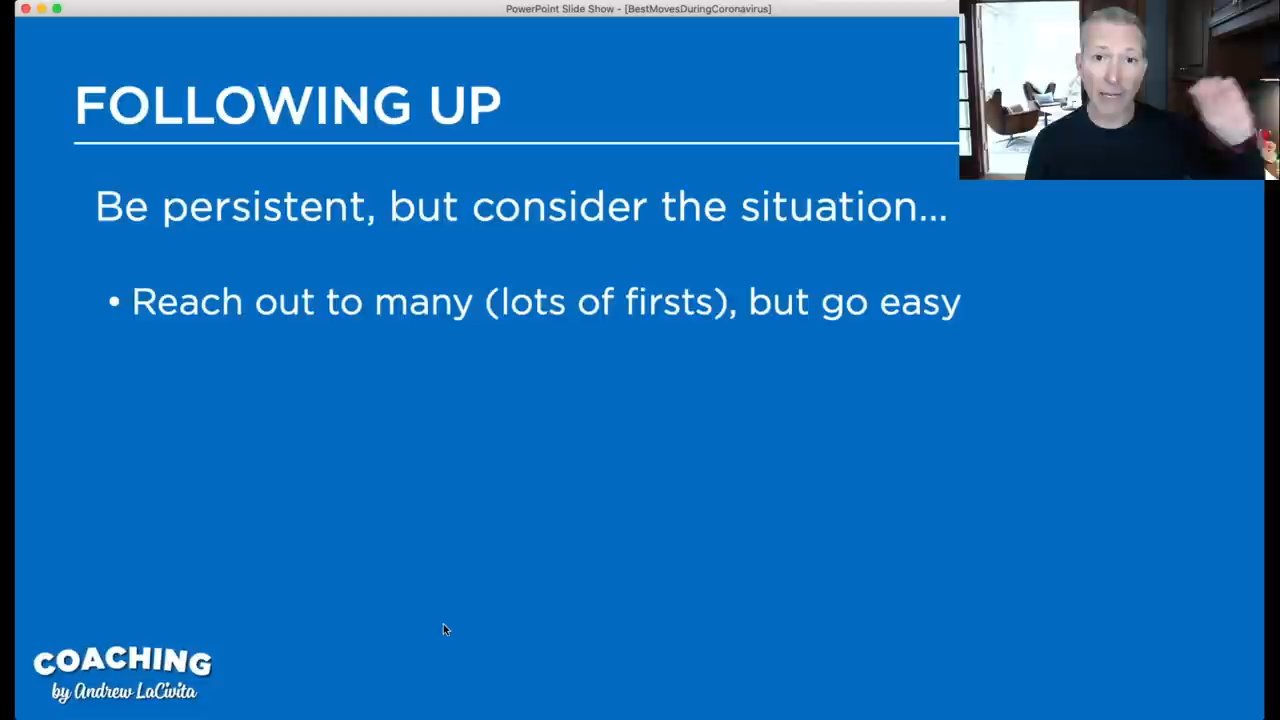 PowerPoint Slide Show - [BestMovesDuringCoronavirus]
FOLLOWING UP
Be persistent, but consider the situation...
• Reach out to many (lots of firsts), but go easy
COACHING
by Andrew LaCivita